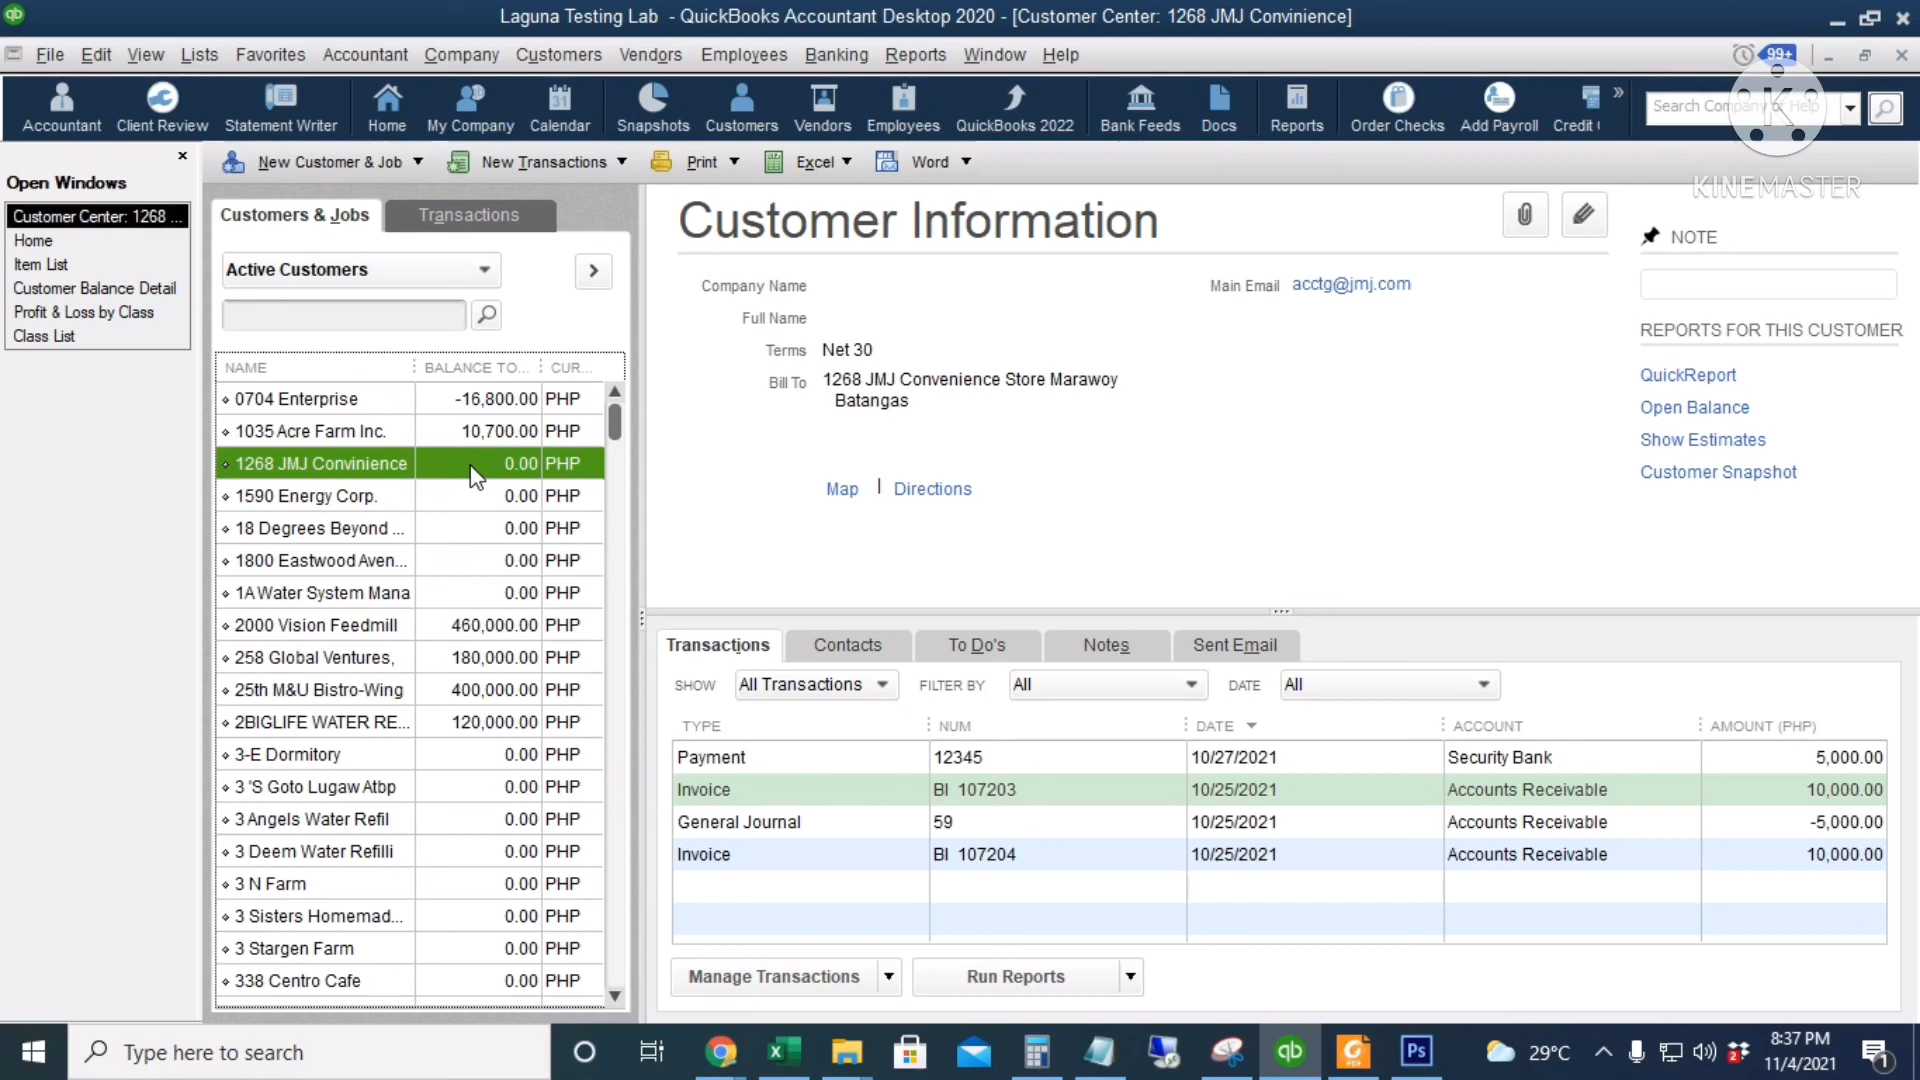 Laguna Testing Lab - QuickBooks Accountant Desktop 2020 - [Customer Center: 1268 JMJ Convinience]
File Edit View Lists Favorites Accountant Company Customers Vendors Employees Banking Reports Window Help
99+
Accountant Client Review Statement Writer Home My Company Calendar Snapshots Customers Vendors Employees QuickBooks 2022 Bank Feeds Docs Reports Order Checks Add Payroll Credit
Search Company or Help
K
KINEMASTER
New Customer & Job New Transactions Print Excel Word
Open Windows
Customer Center: 1268 ...
Home
Item List
Customer Balance Detail
Profit & Loss by Class
Class List
Customers & Jobs Transactions
Active Customers
NAME BALANCE TO... CUR...
0704 Enterprise -16,800.00 PHP
1035 Acre Farm Inc. 10,700.00 PHP
1268 JMJ Convinience 0.00 PHP
1590 Energy Corp. 0.00 PHP
18 Degrees Beyond ... 0.00 PHP
1800 Eastwood Aven... 0.00 PHP
1A Water System Mana 0.00 PHP
2000 Vision Feedmill 460,000.00 PHP
258 Global Ventures, 180,000.00 PHP
25th M&U Bistro-Wing 400,000.00 PHP
2BIGLIFE WATER RE... 120,000.00 PHP
3-E Dormitory 0.00 PHP
3 'S Goto Lugaw Atbp 0.00 PHP
3 Angels Water Refil 0.00 PHP
3 Deem Water Refilli 0.00 PHP
3 N Farm 0.00 PHP
3 Sisters Homemad... 0.00 PHP
3 Stargen Farm 0.00 PHP
338 Centro Cafe 0.00 PHP
Customer Information
Company Name
Main Email acctg@jmj.com
Full Name
Terms Net 30
Bill To 1268 JMJ Convenience Store Marawoy
Batangas
Map | Directions
NOTE
REPORTS FOR THIS CUSTOMER
QuickReport
Open Balance
Show Estimates
Customer Snapshot
Transactions Contacts To Do's Notes Sent Email
SHOW All Transactions FILTER BY All DATE All
TYPE NUM DATE ACCOUNT AMOUNT (PHP)
Payment 12345 10/27/2021 Security Bank 5,000.00
Invoice BI 107203 10/25/2021 Accounts Receivable 10,000.00
General Journal 59 10/25/2021 Accounts Receivable -5,000.00
Invoice BI 107204 10/25/2021 Accounts Receivable 10,000.00
Manage Transactions Run Reports
Type here to search
qb
Ps
29°C
2
8:37 PM
11/4/2021
1